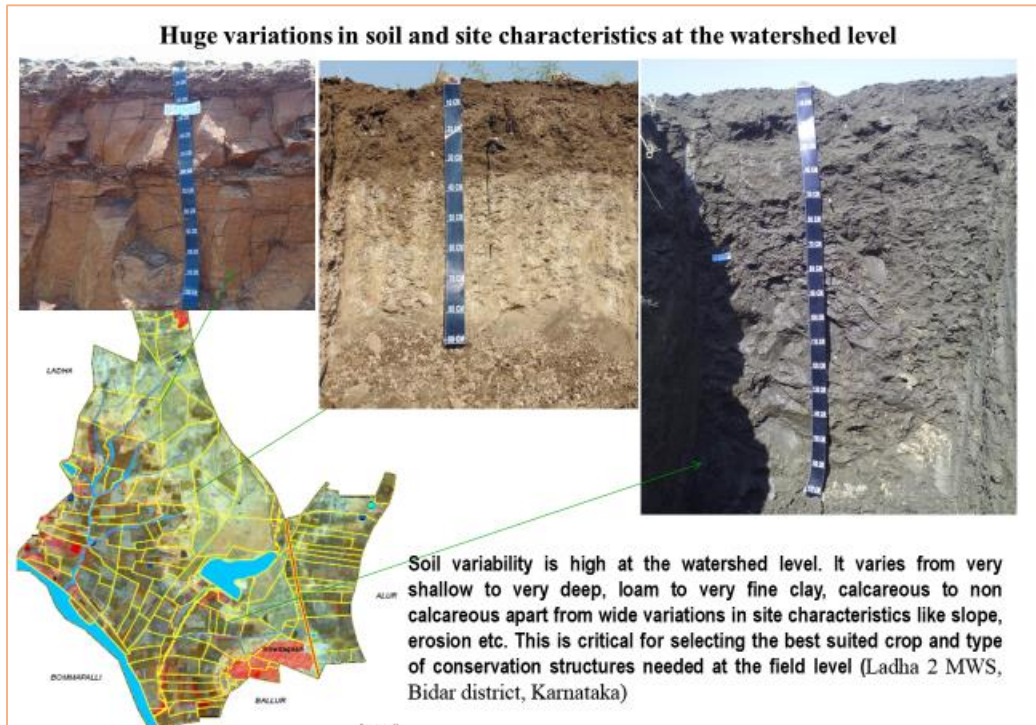 Huge variations in soil and site characteristics at the watershed level
LADHA
ALUR
BOMMAPALLI
BALLUR
Soil variability is high at the watershed level. It varies from very
shallow to very deep, loam to very fine clay, calcareous to non
calcareous apart from wide variations in site characteristics like slope,
erosion etc. This is critical for selecting the best suited crop and type
of conservation structures needed at the field level (Ladha 2 MWS,
Bidar district, Karnataka)